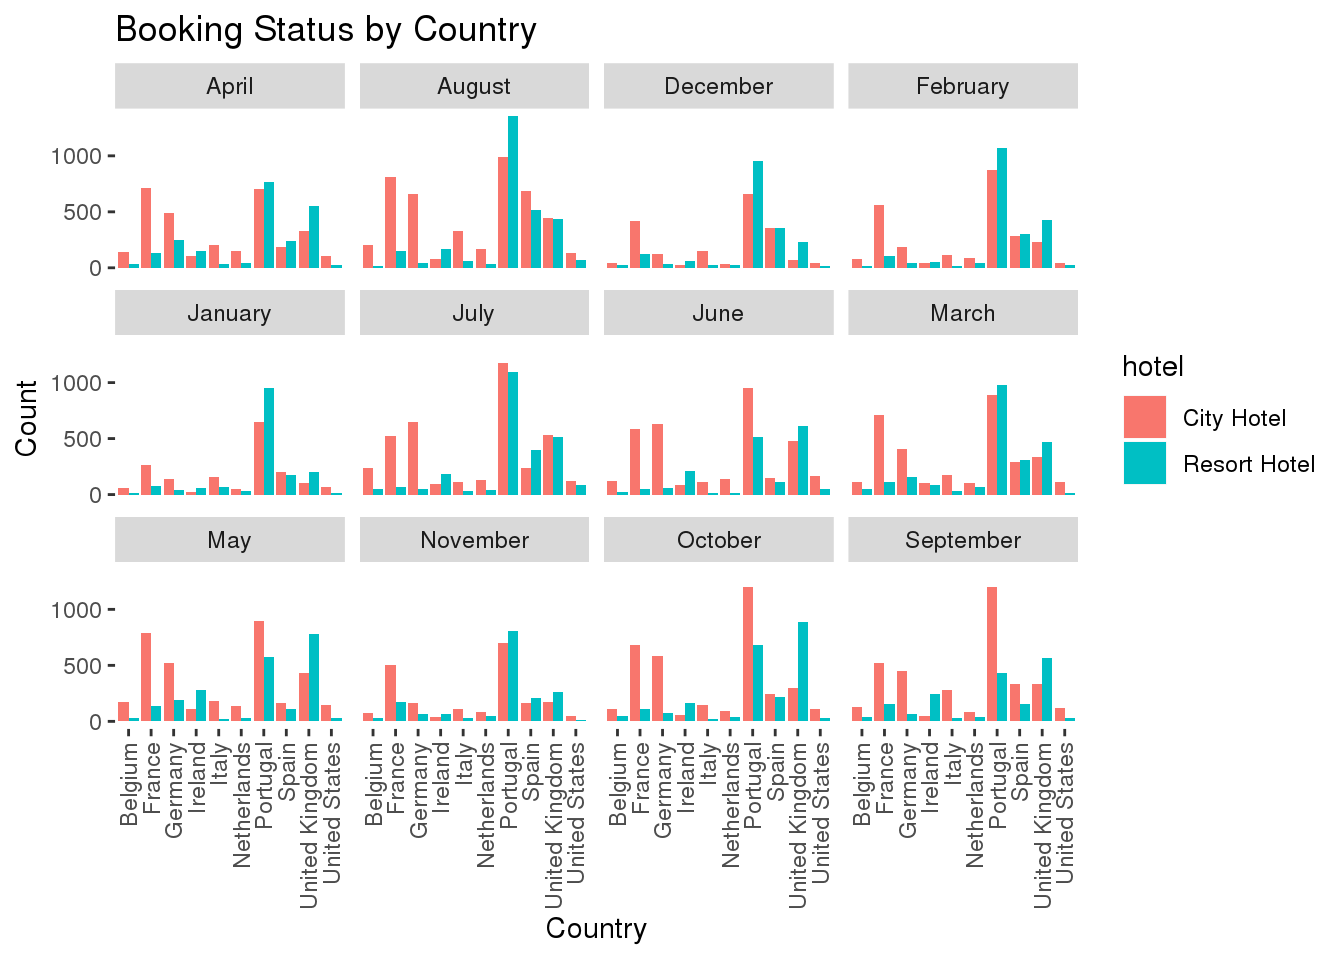 Booking Status by Country
April August December February
1000
500
0
January July June March
1000
500
0
May November October September
1000
500
0
Belgium France Germany Ireland Italy Netherlands Portugal Spain United Kingdom United States
Belgium France Germany Ireland Italy Netherlands Portugal Spain United Kingdom United States
Belgium France Germany Ireland Italy Netherlands Portugal Spain United Kingdom United States
Belgium France Germany Ireland Italy Netherlands Portugal Spain United Kingdom United States
Country
Count
hotel
City Hotel
Resort Hotel